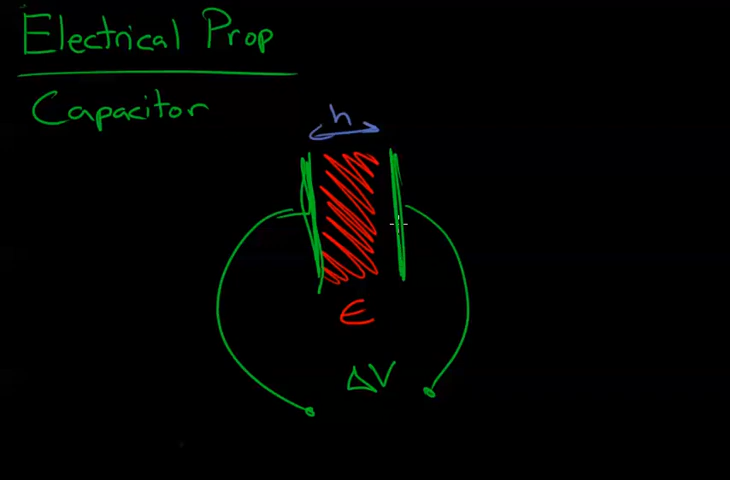 Electrical Prop
Capacitor
h
ϵ
ΔV